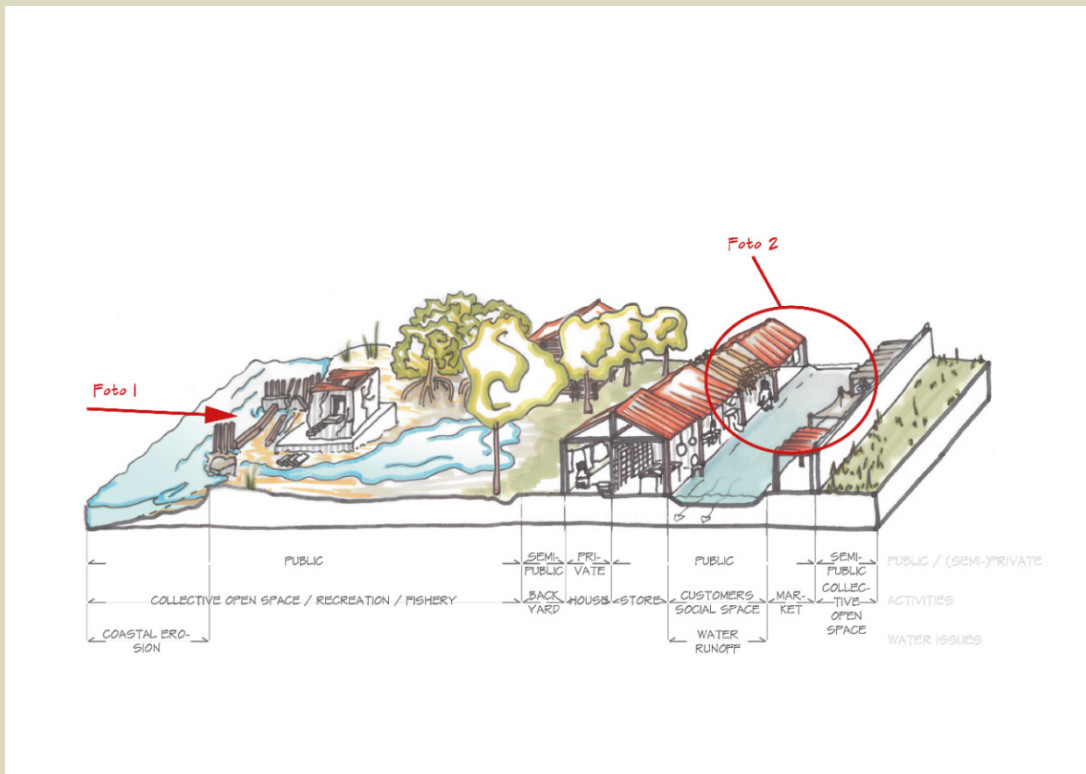 Foto 2
Foto 1
PUBLIC
SEMI-
PUBLIC
PRI-
VATE
PUBLIC
SEMI-
PUBLIC
PUBLIC / (SEMI-)PRIVATE
COLLECTIVE OPEN SPACE / RECREATION / FISHERY
BACK
YARD
HOUSE
STORE
CUSTOMERS
SOCIAL SPACE
MAR-
KET
COLLEC-
TIVE
OPEN
SPACE
ACTIVITIES
COASTAL ERO-
SION
WATER
RUNOFF
WATER ISSUES